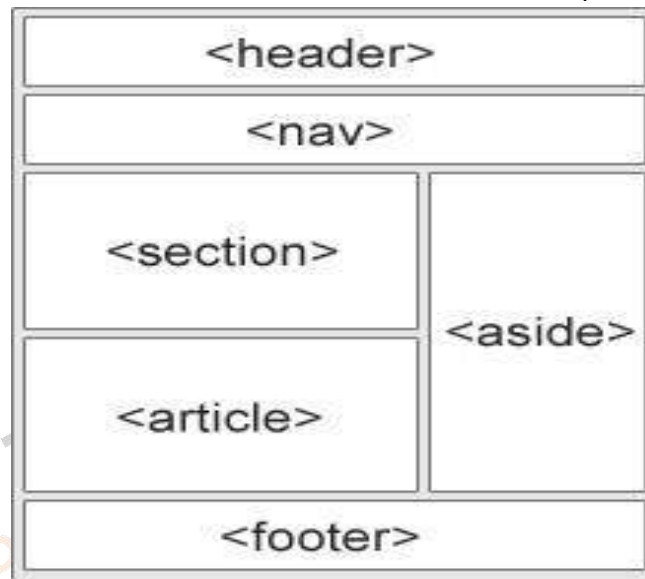 <header>
<nav>
<section>
<aside>
<article>
<footer>